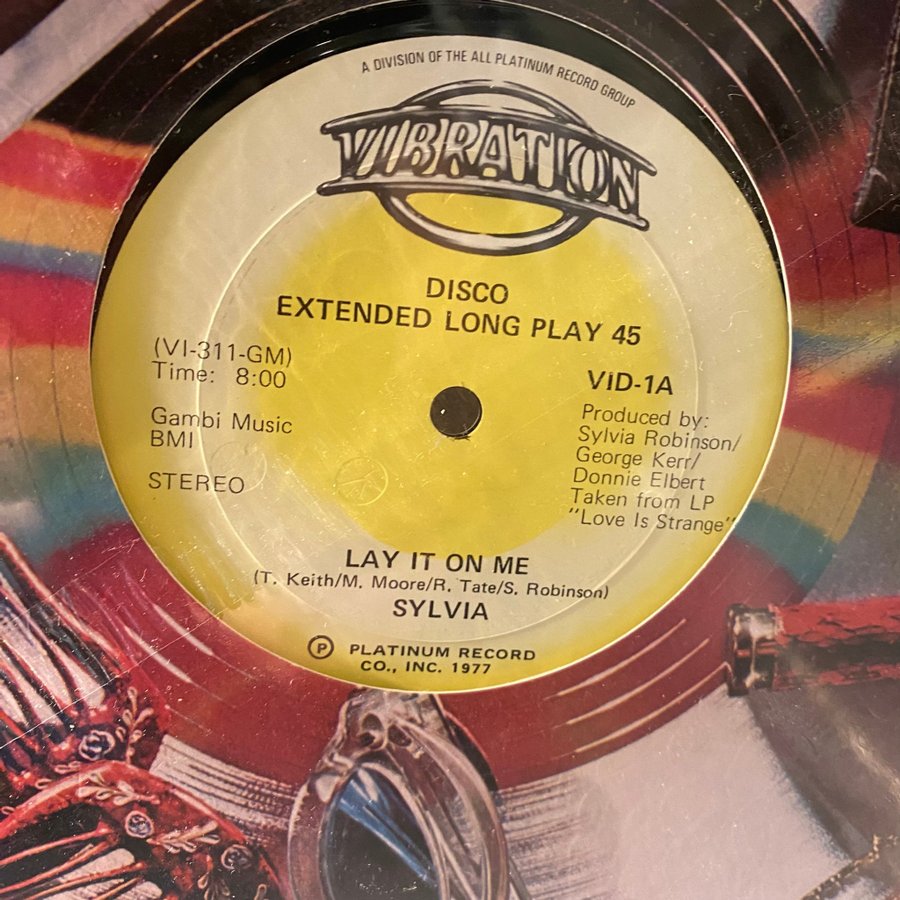 A DIVISION OF THE ALL PLATINUM RECORD GROUP
VIBRATION
DISCO
EXTENDED LONG PLAY 45
(VI-311-GM)
Time: 8:00
Gambi Music
BMI
STEREO
VID-1A
Produced by:
Sylvia Robinson/
George Kerr/
Donnie Elbert
Taken from LP
"Love Is Strange"
LAY IT ON ME
(T. Keith/M. Moore/R. Tate/S. Robinson)
SYLVIA
Ⓟ PLATINUM RECORD
CO., INC. 1977